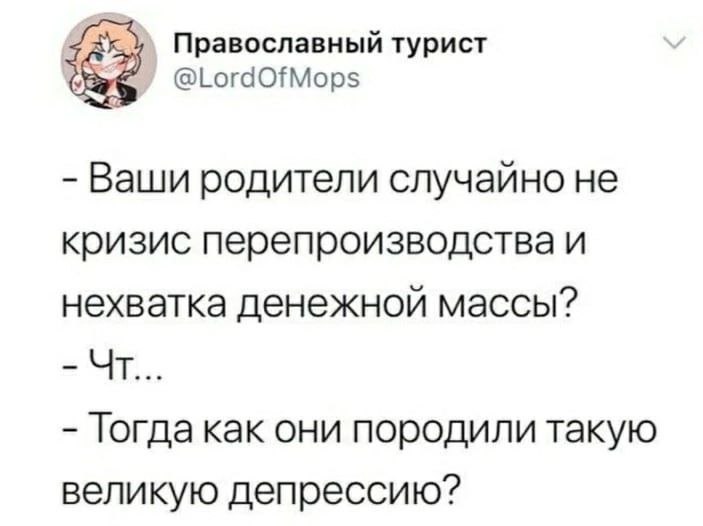 Православный турист
@LordOfMops
- Ваши родители случайно не
кризис перепроизводства и
нехватка денежной массы?
- Чт...
- Тогда как они породили такую
великую депрессию?